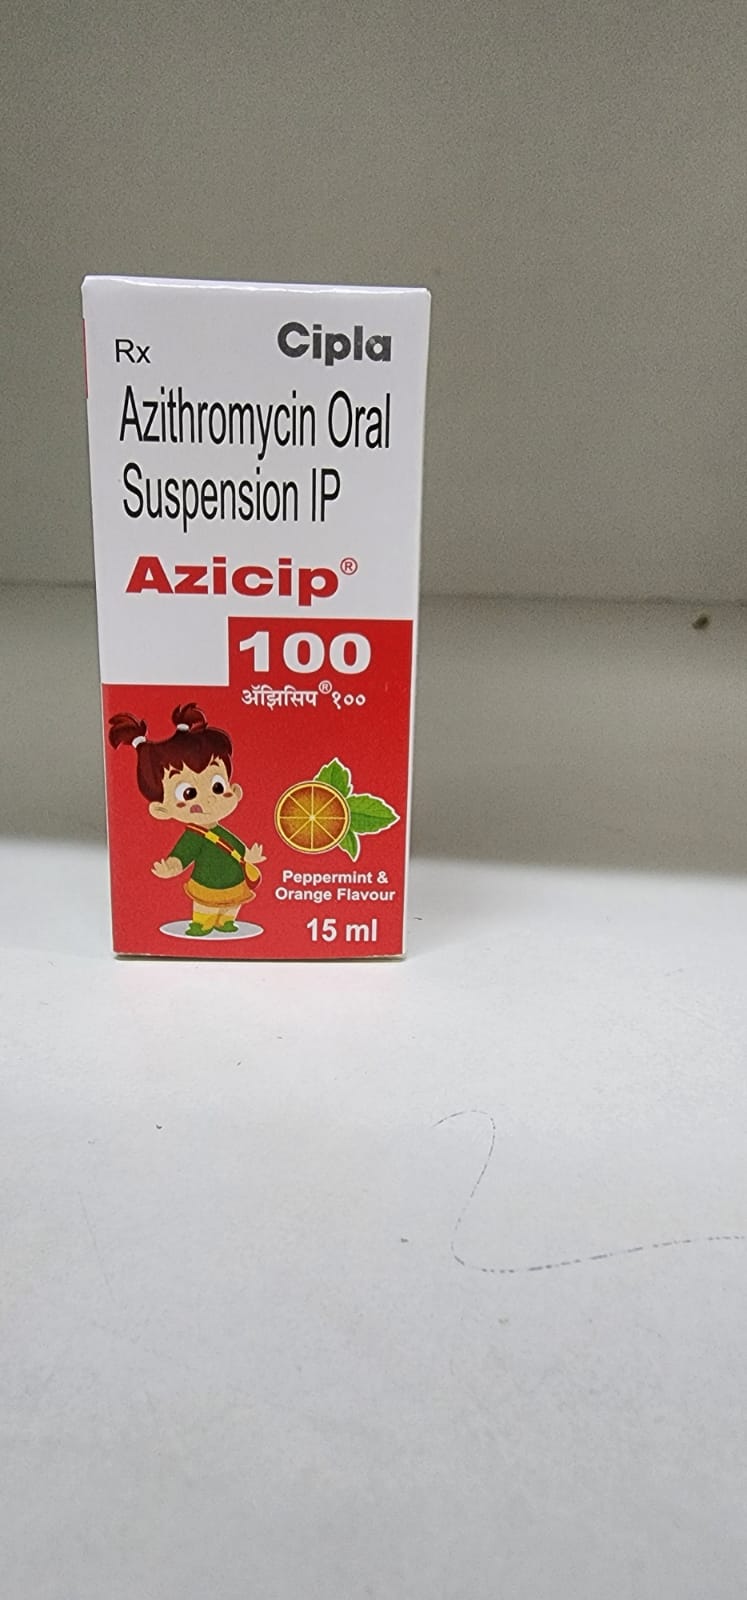 Rx
Cipla
Azithromycin Oral
Suspension IP
Azicip®
100
ॲझिसिप® १००
Peppermint &
Orange Flavour
15 ml